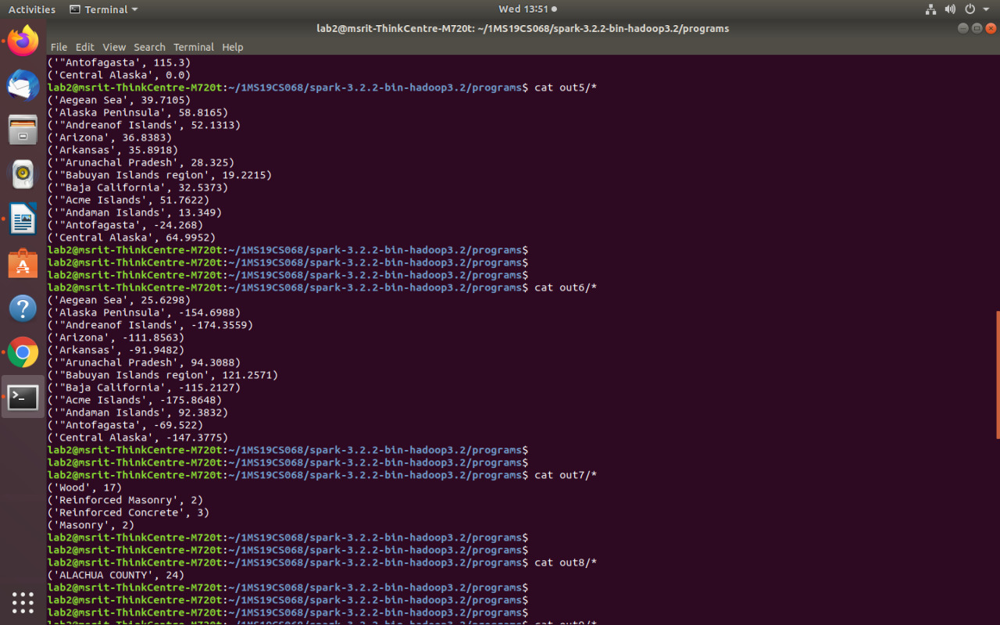 Activities Terminal Wed 13:51
lab2@msrit-ThinkCentre-M720t: ~/1MS19CS068/spark-3.2.2-bin-hadoop3.2/programs
File Edit View Search Terminal Help
('"Antofagasta', 115.3)
('Central Alaska', 0.0)
lab2@msrit-ThinkCentre-M720t:~/1MS19CS068/spark-3.2.2-bin-hadoop3.2/programs$ cat out5/*
('Aegean Sea', 39.7105)
('Alaska Peninsula', 58.8165)
('"Andreanof Islands', 52.1313)
('Arizona', 36.8383)
('Arkansas', 35.8918)
('"Arunachal Pradesh', 28.325)
('"Babuyan Islands region', 19.2215)
('"Baja California', 32.5373)
('"Acme Islands', 51.7622)
('"Andaman Islands', 13.349)
('"Antofagasta', -24.268)
('Central Alaska', 64.9952)
lab2@msrit-ThinkCentre-M720t:~/1MS19CS068/spark-3.2.2-bin-hadoop3.2/programs$
lab2@msrit-ThinkCentre-M720t:~/1MS19CS068/spark-3.2.2-bin-hadoop3.2/programs$
lab2@msrit-ThinkCentre-M720t:~/1MS19CS068/spark-3.2.2-bin-hadoop3.2/programs$
lab2@msrit-ThinkCentre-M720t:~/1MS19CS068/spark-3.2.2-bin-hadoop3.2/programs$ cat out6/*
('Aegean Sea', 25.6298)
('Alaska Peninsula', -154.6988)
('"Andreanof Islands', -174.3559)
('Arizona', -111.8563)
('Arkansas', -91.9482)
('"Arunachal Pradesh', 94.3088)
('"Babuyan Islands region', 121.2571)
('"Baja California', -115.2127)
('"Acme Islands', -175.8648)
('"Andaman Islands', 92.3832)
('"Antofagasta', -69.522)
('Central Alaska', -147.3775)
lab2@msrit-ThinkCentre-M720t:~/1MS19CS068/spark-3.2.2-bin-hadoop3.2/programs$
lab2@msrit-ThinkCentre-M720t:~/1MS19CS068/spark-3.2.2-bin-hadoop3.2/programs$
lab2@msrit-ThinkCentre-M720t:~/1MS19CS068/spark-3.2.2-bin-hadoop3.2/programs$ cat out7/*
('Wood', 17)
('Reinforced Masonry', 2)
('Reinforced Concrete', 3)
('Masonry', 2)
lab2@msrit-ThinkCentre-M720t:~/1MS19CS068/spark-3.2.2-bin-hadoop3.2/programs$
lab2@msrit-ThinkCentre-M720t:~/1MS19CS068/spark-3.2.2-bin-hadoop3.2/programs$
lab2@msrit-ThinkCentre-M720t:~/1MS19CS068/spark-3.2.2-bin-hadoop3.2/programs$ cat out8/*
('ALACHUA COUNTY', 24)
lab2@msrit-ThinkCentre-M720t:~/1MS19CS068/spark-3.2.2-bin-hadoop3.2/programs$
lab2@msrit-ThinkCentre-M720t:~/1MS19CS068/spark-3.2.2-bin-hadoop3.2/programs$
lab2@msrit-ThinkCentre-M720t:~/1MS19CS068/spark-3.2.2-bin-hadoop3.2/programs$
lab2@msrit-ThinkCentre-M720t:~/1MS19CS068/spark-3.2.2-bin-hadoop3.2/programs$ cat out9/*